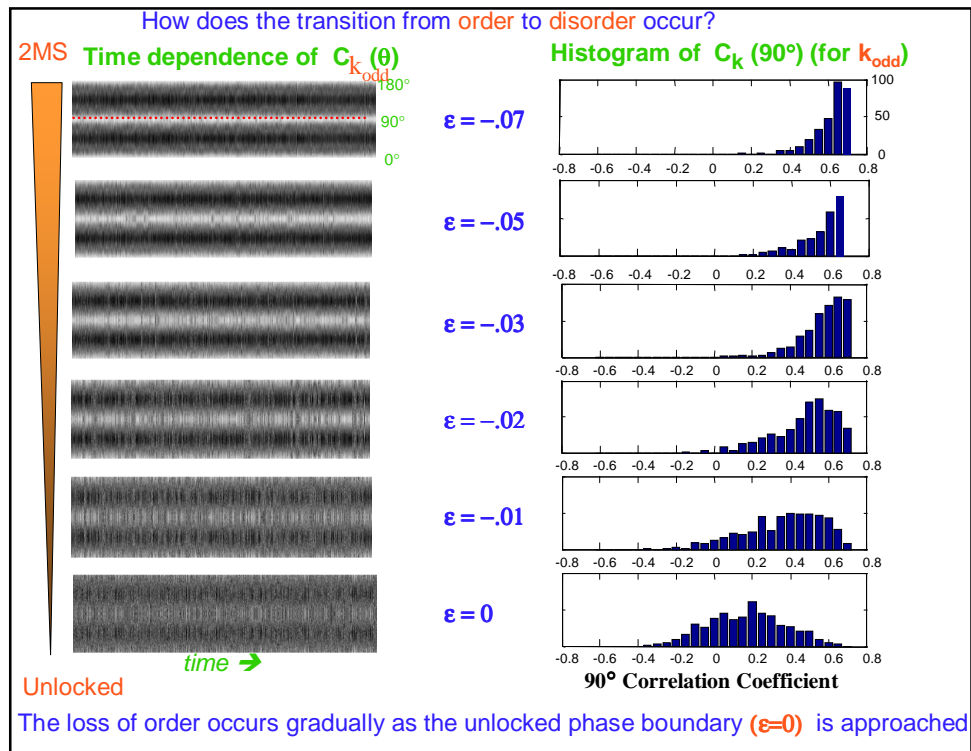 How does the transition from order to disorder occur?
2MS
Time dependence of C_{k_odd} (θ)
Histogram of C_k (90°) (for k_odd)
180°
90°
0°
ε = -.07
100
50
0
-0.8 -0.6 -0.4 -0.2 0 0.2 0.4 0.6 0.8
ε = -.05
-0.8 -0.6 -0.4 -0.2 0 0.2 0.4 0.6 0.8
ε = -.03
-0.8 -0.6 -0.4 -0.2 0 0.2 0.4 0.6 0.8
ε = -.02
-0.8 -0.6 -0.4 -0.2 0 0.2 0.4 0.6 0.8
ε = -.01
-0.8 -0.6 -0.4 -0.2 0 0.2 0.4 0.6 0.8
ε = 0
-0.8 -0.6 -0.4 -0.2 0 0.2 0.4 0.6 0.8
time ➔
90° Correlation Coefficient
Unlocked
The loss of order occurs gradually as the unlocked phase boundary (ε=0) is approached